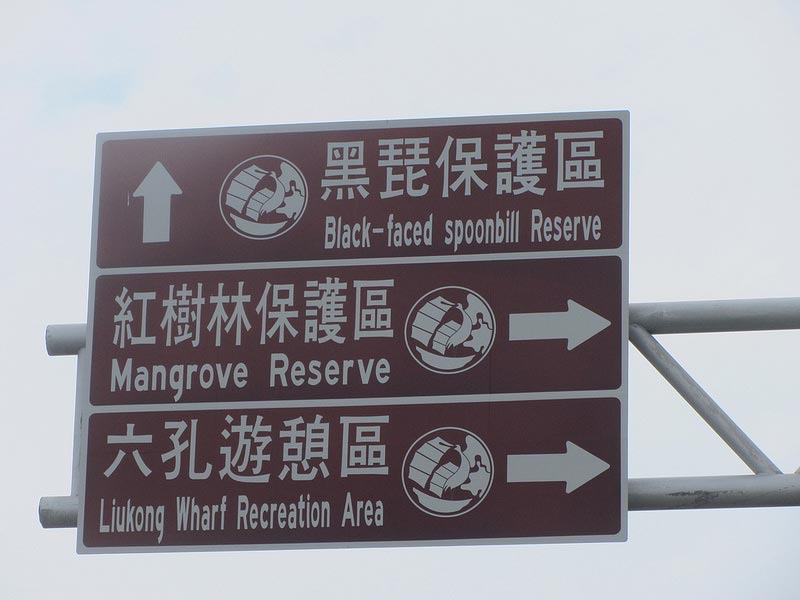 黑琵保護區
Black-faced spoonbill Reserve
紅樹林保護區
Mangrove Reserve
六孔遊憩區
Liukong Wharf Recreation Area